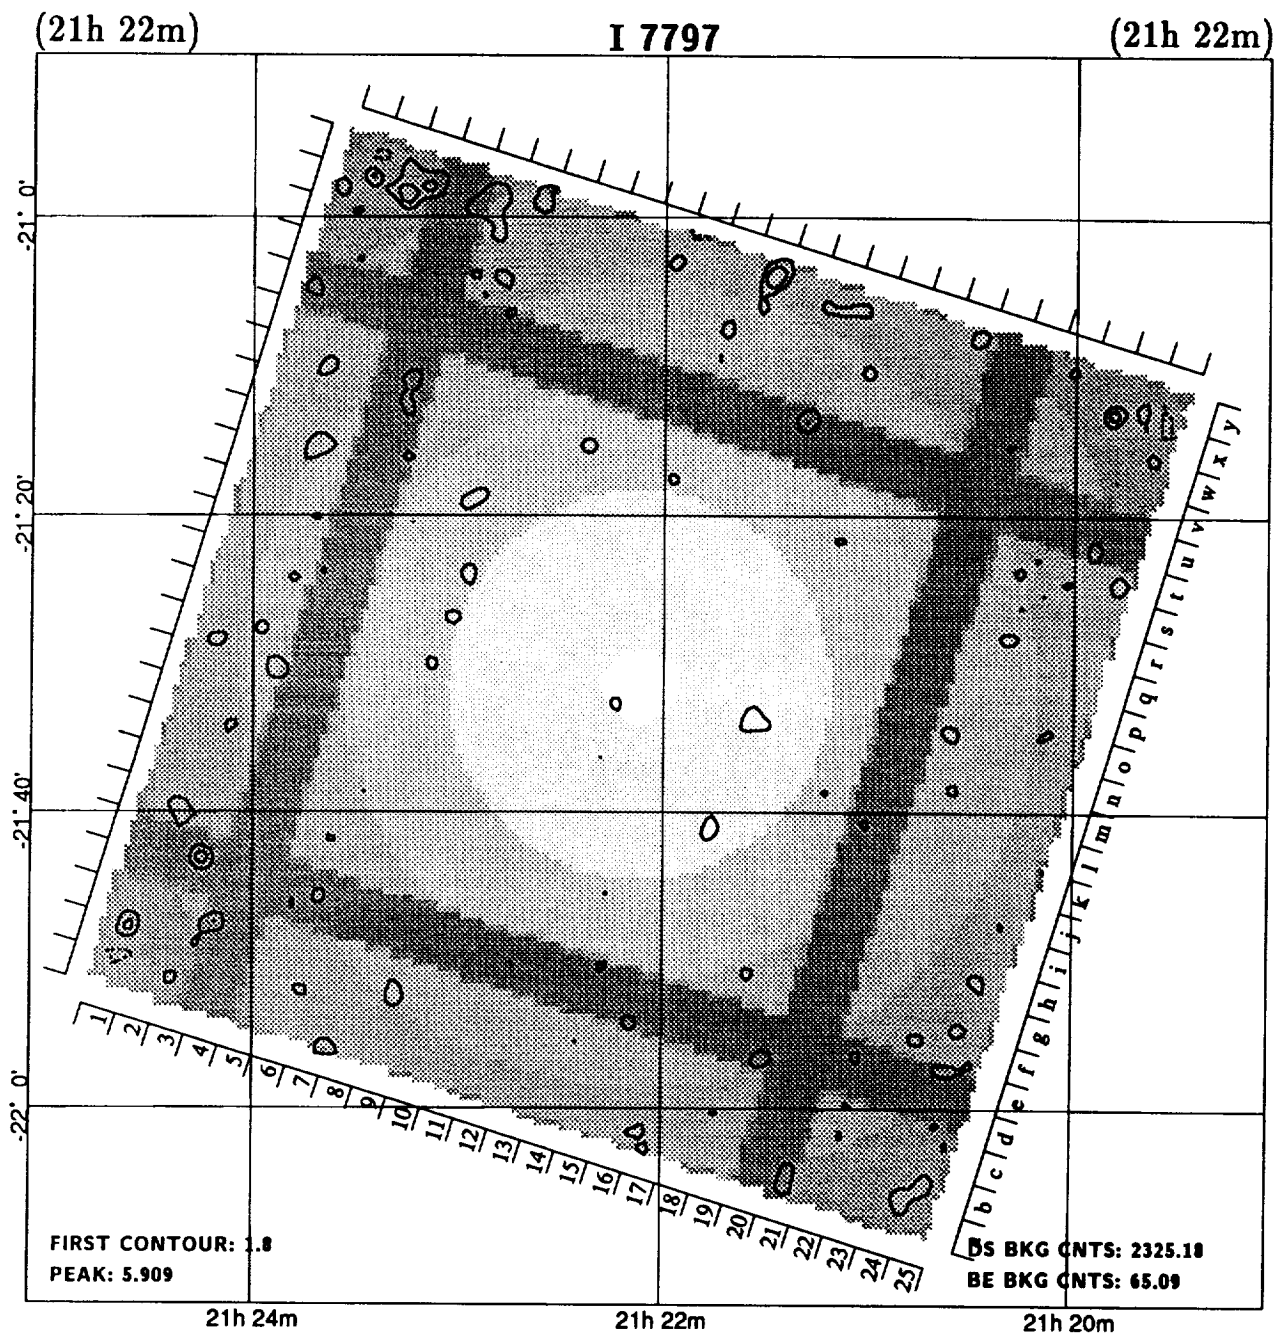 (21h 22m) I 7797 (21h 22m)
-21° 0'
-21° 20'
-21° 40'
-22° 0'
y
x
w
v
u
t
s
r
q
p
o
n
m
l
k
j
i
h
g
f
e
d
c
b
1 2 3 4 5 6 7 8 9 10 11 12 13 14 15 16 17 18 19 20 21 22 23 24 25
FIRST CONTOUR: 1.8
PEAK: 5.909
DS BKG CNTS: 2325.18
BE BKG CNTS: 65.09
21h 24m 21h 22m 21h 20m